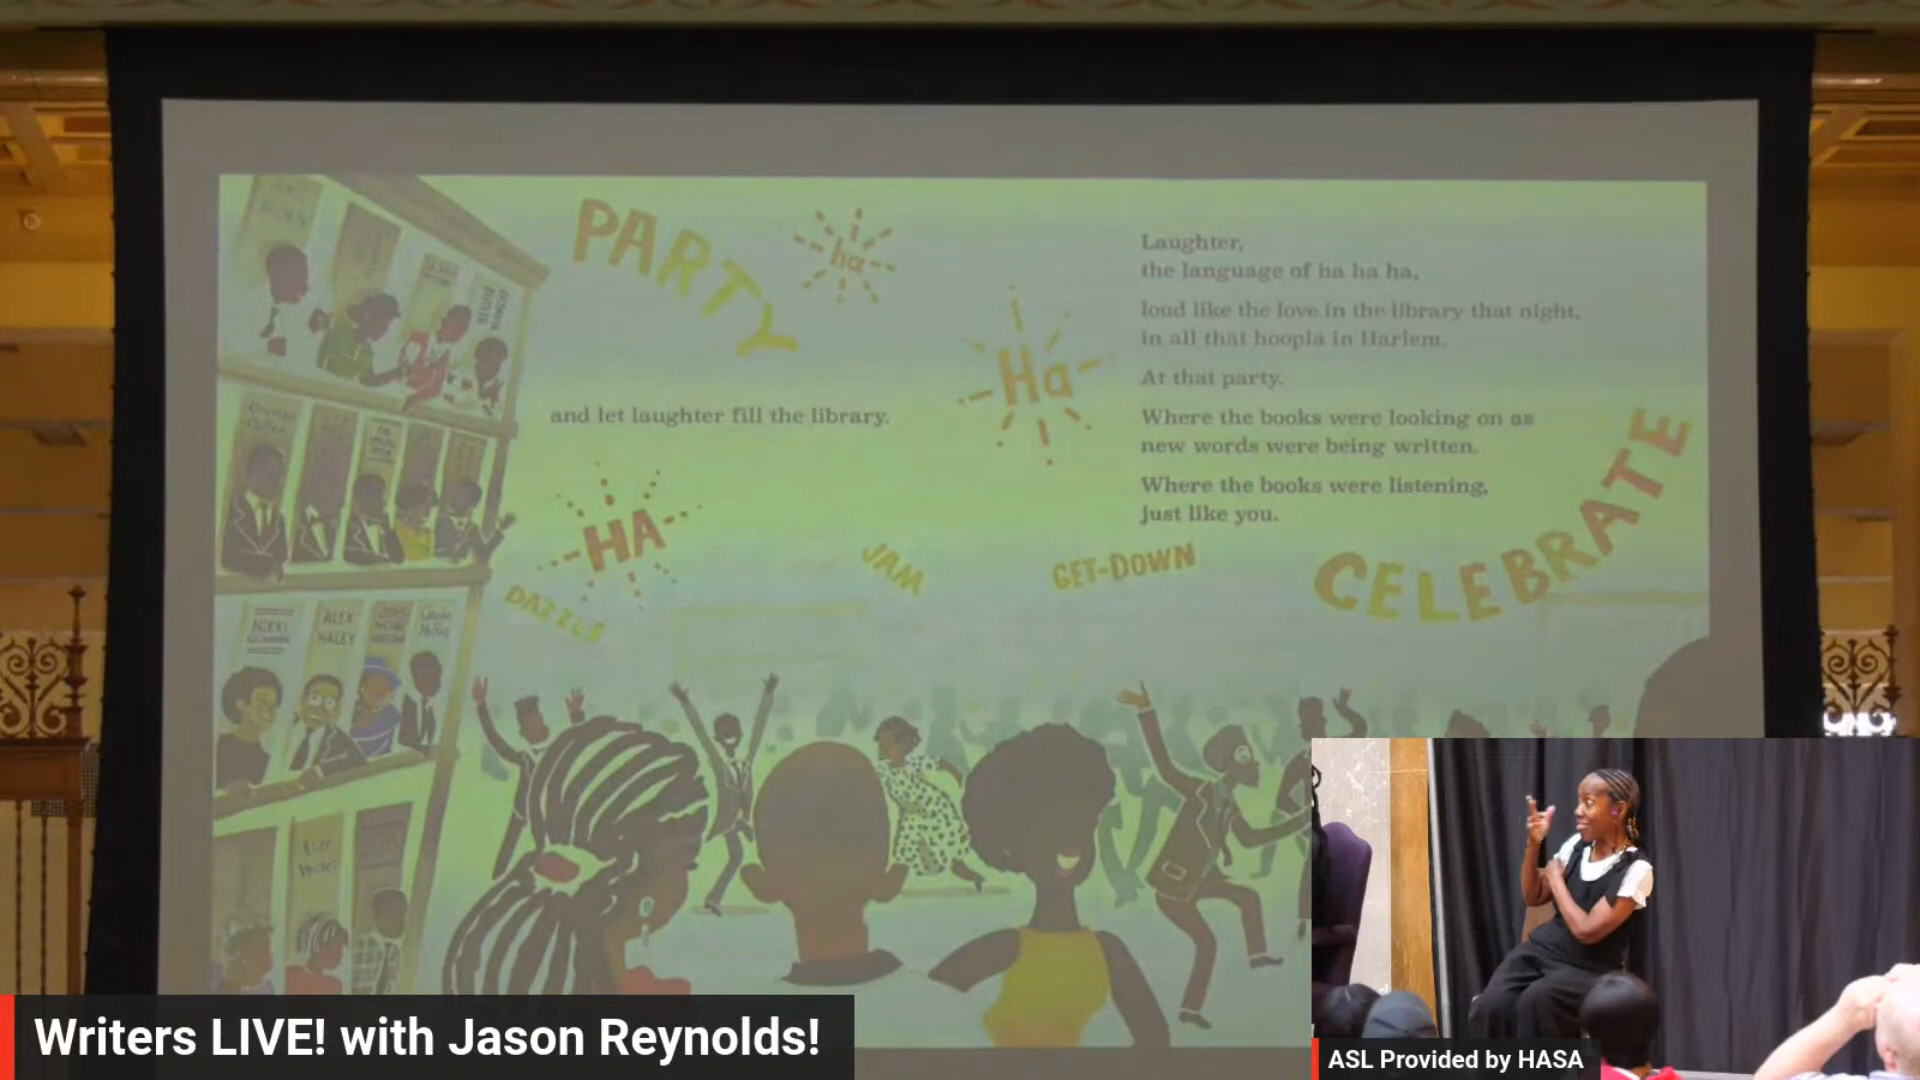 PARTY
ha
Ha
Laughter,
the language of ha ha ha,
loud like the love in the library that night,
in all that hoopla in Harlem.
At that party.
Where the books were looking on as
new words were being written.
Where the books were listening,
just like you.
and let laughter fill the library.
HA
DAZZLE
JAM
GET-DOWN
CELEBRATE
NIKKI
ALEX
HALEY
Writers LIVE! with Jason Reynolds!
ASL Provided by HASA